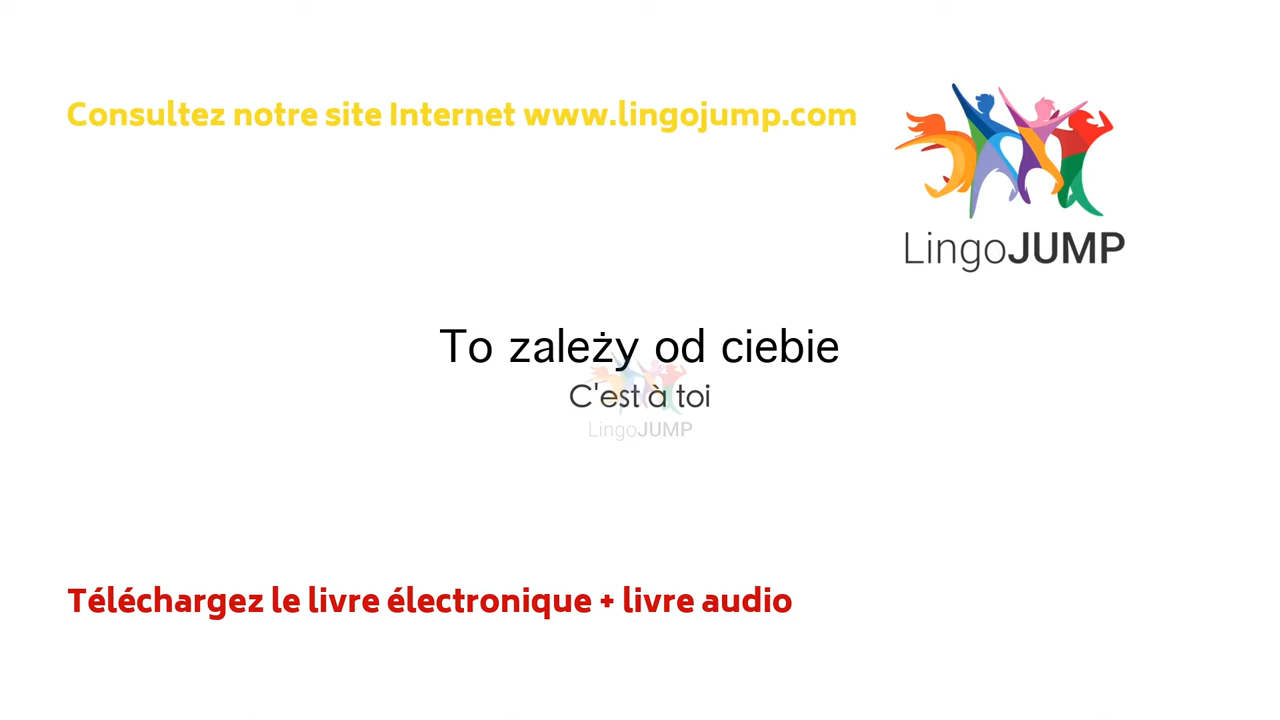 Consultez notre site Internet www.lingojump.com
LingoJUMP
To zależy od ciebie
C'est à toi
LingoJUMP
Téléchargez le livre électronique + livre audio